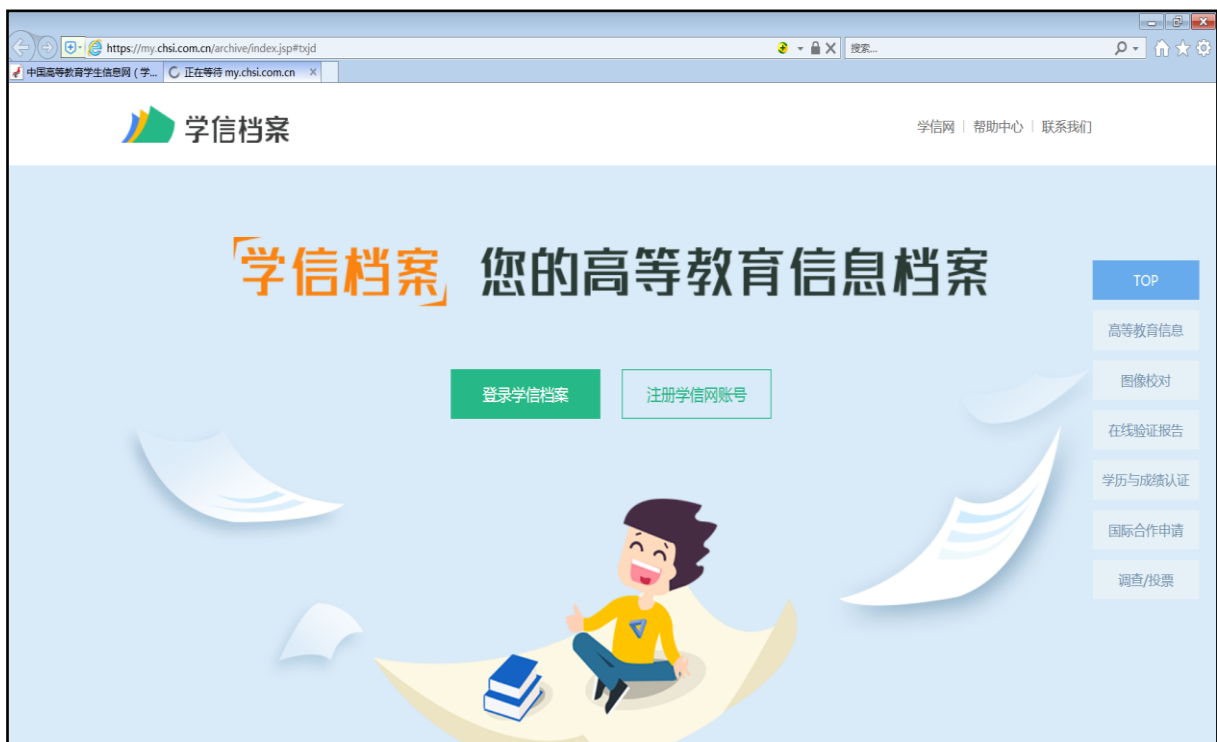 https://my.chsi.com.cn/archive/index.jsp#txjd
搜索...
中国高等教育学生信息网 ( 学...
正在等待 my.chsi.com.cn
学信档案
学信网 | 帮助中心 | 联系我们
学信档案 您的高等教育信息档案
登录学信档案
注册学信网账号
TOP
高等教育信息
图像校对
在线验证报告
学历与成绩认证
国际合作申请
调查/投票